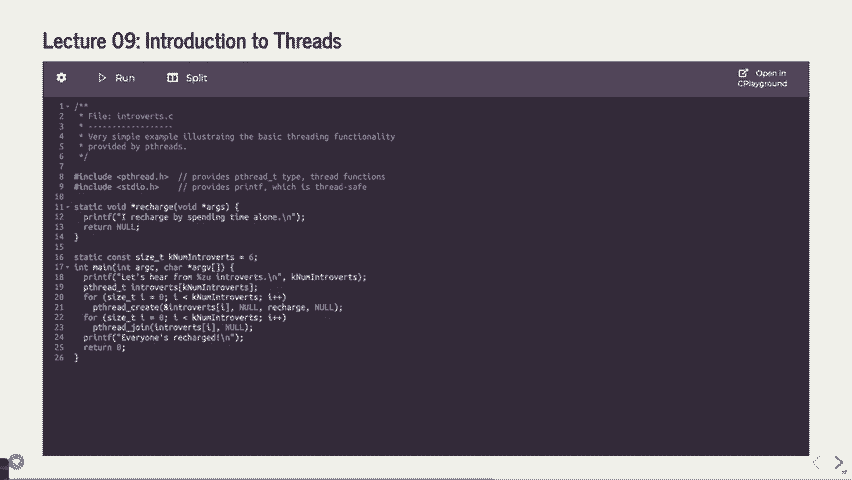 Lecture 09: Introduction to Threads
Run
Split
Open in
CPlayground
1 /**
2 * File: introverts.c
3 * ------------------
4 * Very simple example illustraing the basic threading functionality
5 * provided by pthreads.
6 */
7
8 #include <pthread.h> // provides pthread_t type, thread functions
9 #include <stdio.h> // provides printf, which is thread-safe
10
11 static void *recharge(void *args) {
12 printf("I recharge by spending time alone.\n");
13 return NULL;
14 }
15
16 static const size_t kNumIntroverts = 6;
17 int main(int argc, char *argv[]) {
18 printf("Let's hear from %zu introverts.\n", kNumIntroverts);
19 pthread_t introverts[kNumIntroverts];
20 for (size_t i = 0; i < kNumIntroverts; i++)
21 pthread_create(&introverts[i], NULL, recharge, NULL);
22 for (size_t i = 0; i < kNumIntroverts; i++)
23 pthread_join(introverts[i], NULL);
24 printf("Everyone's recharged!\n");
25 return 0;
26 }